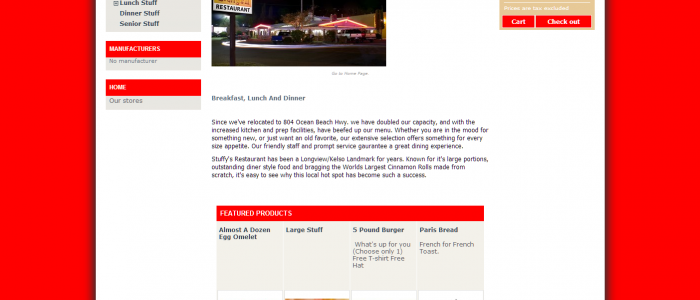 Lunch Stuff
Dinner Stuff
Senior Stuff
MANUFACTURERS
No manufacturer
HOME
Our stores
RESTAURANT
Go to Home Page
Prices are tax excluded
Cart
Check out
Breakfast, Lunch And Dinner
Since we've relocated to 804 Ocean Beach Hwy. we have doubled our capacity, and with the
increased kitchen and prep facilities, have beefed up our menu. Whether you are in the mood for
something new, or just want an old favorite, our extensive selection offers something for every
size appetite. Our friendly staff and prompt service gaurantee a great dining experience.
Stuffy's Restaurant has been a Longview/Kelso Landmark for years. Known for it's large portions,
outstanding diner style food and bragging the Worlds Largest Cinnamon Rolls made from
scratch, it's easy to see why this local hot spot has become such a success.
FEATURED PRODUCTS
Almost A Dozen
Egg Omelet
Large Stuff
5 Pound Burger
What's up for you
(Choose only 1)
Free T-shirt Free
Hat
Paris Bread
French for French
Toast.